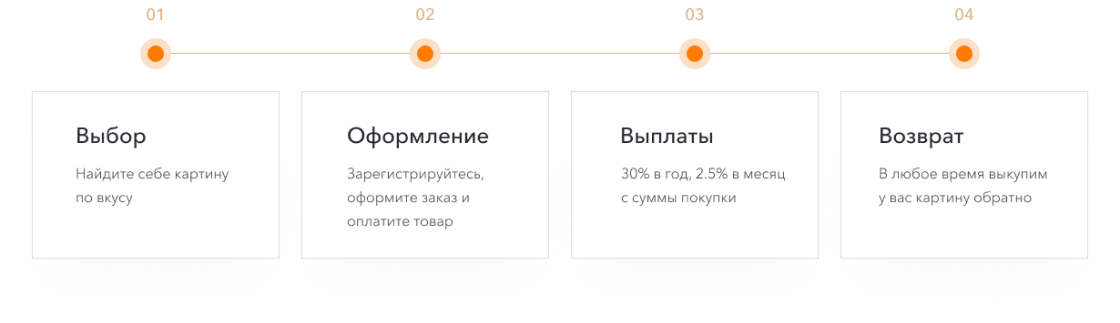 01
02
03
04
Выбор
Найдите себе картину
по вкусу
Оформление
Зарегистрируйтесь,
оформите заказ и
оплатите товар
Выплаты
30% в год, 2.5% в месяц
с суммы покупки
Возврат
В любое время выкупим
у вас картину обратно